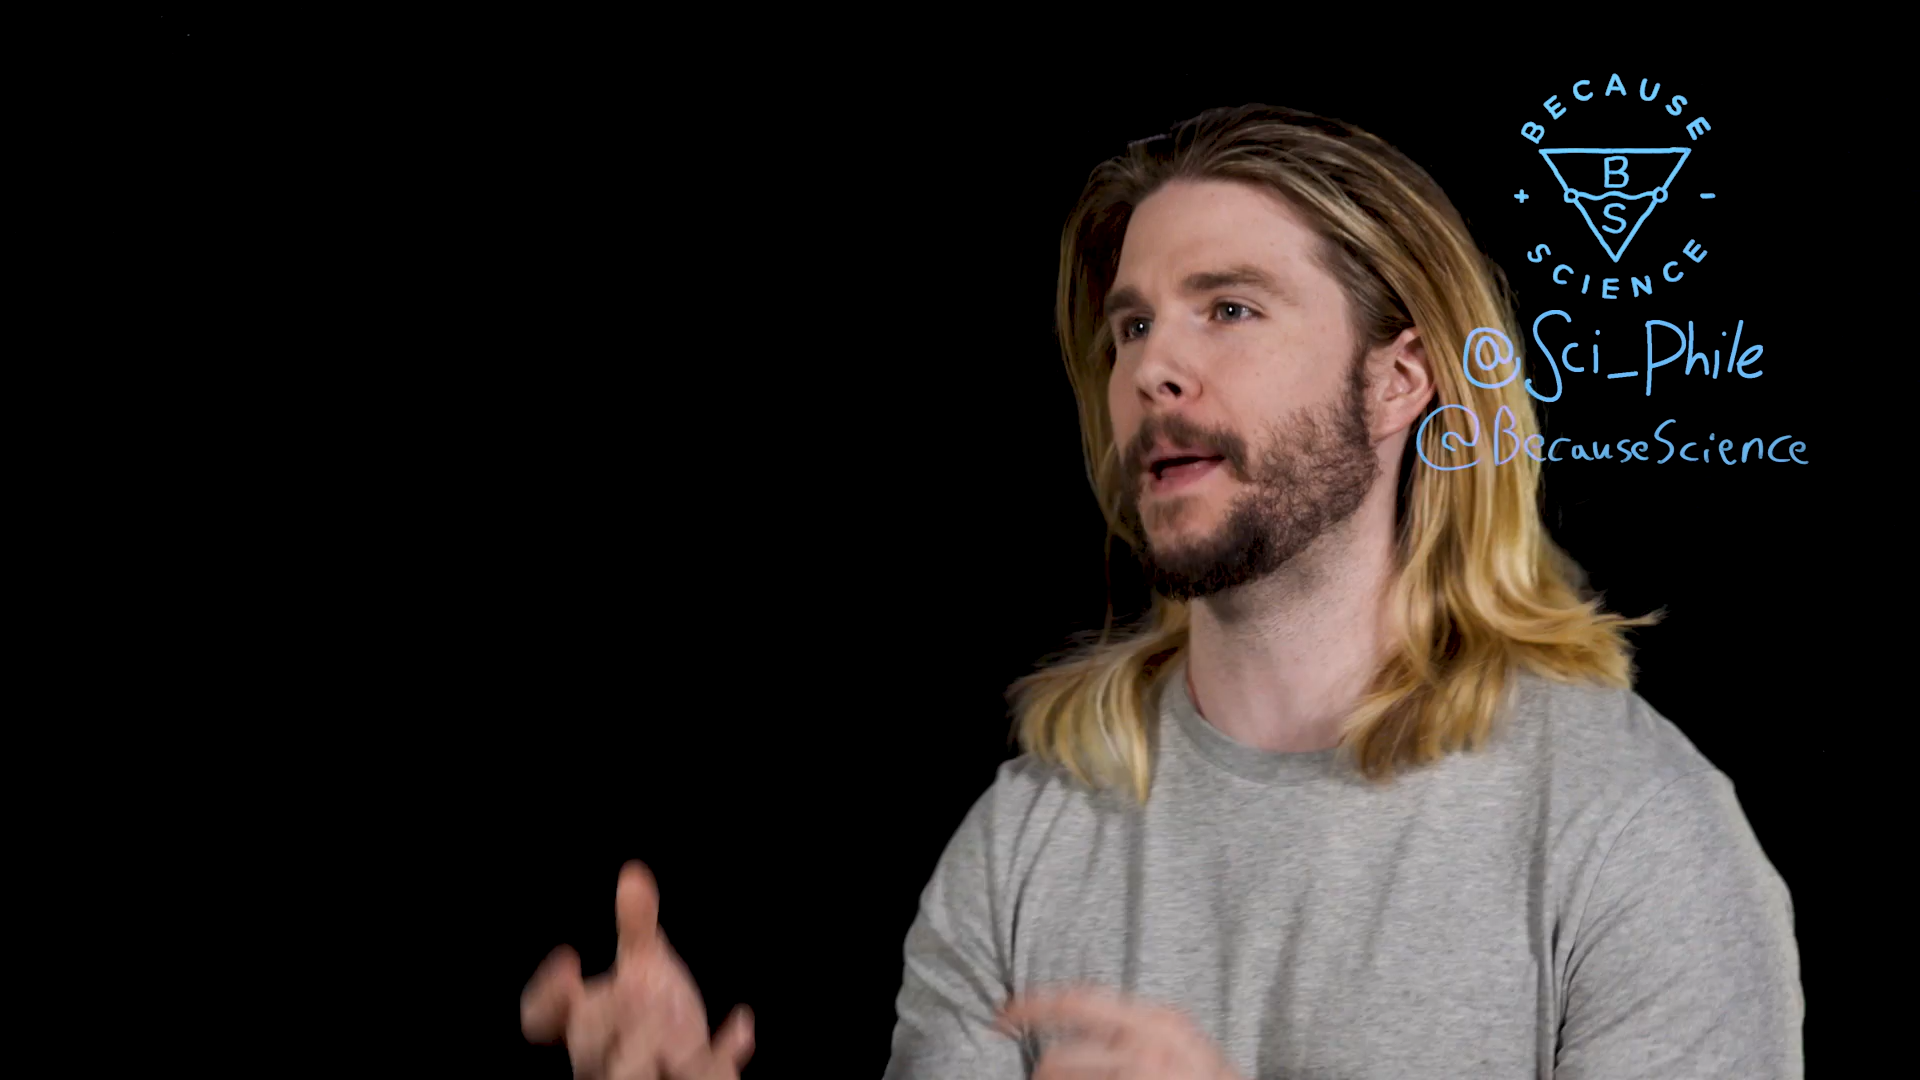 BECAUSE
B
+ -
S
SCIENCE
@Sci_Phile
@BecauseScience